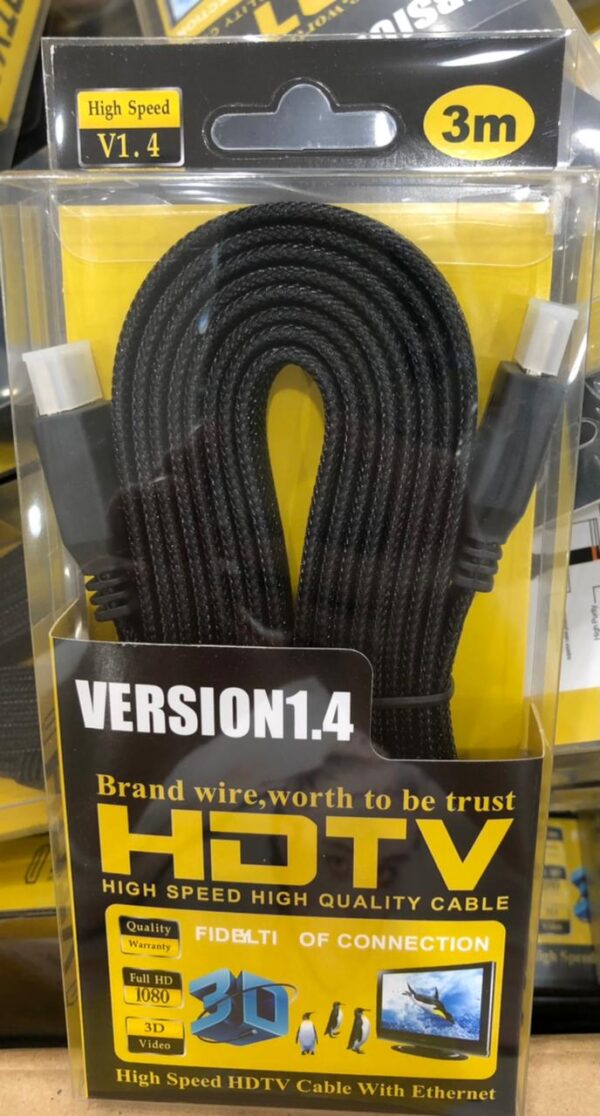 High Speed
V1.4
3m
VERSION1.4
Brand wire,worth to be trust
HDTV
HIGH SPEED HIGH QUALITY CABLE
Quality
Warranty
OF CONNECTION
Full HD
1080
3D
3D
Video
High Speed HDTV Cable With Ethernet